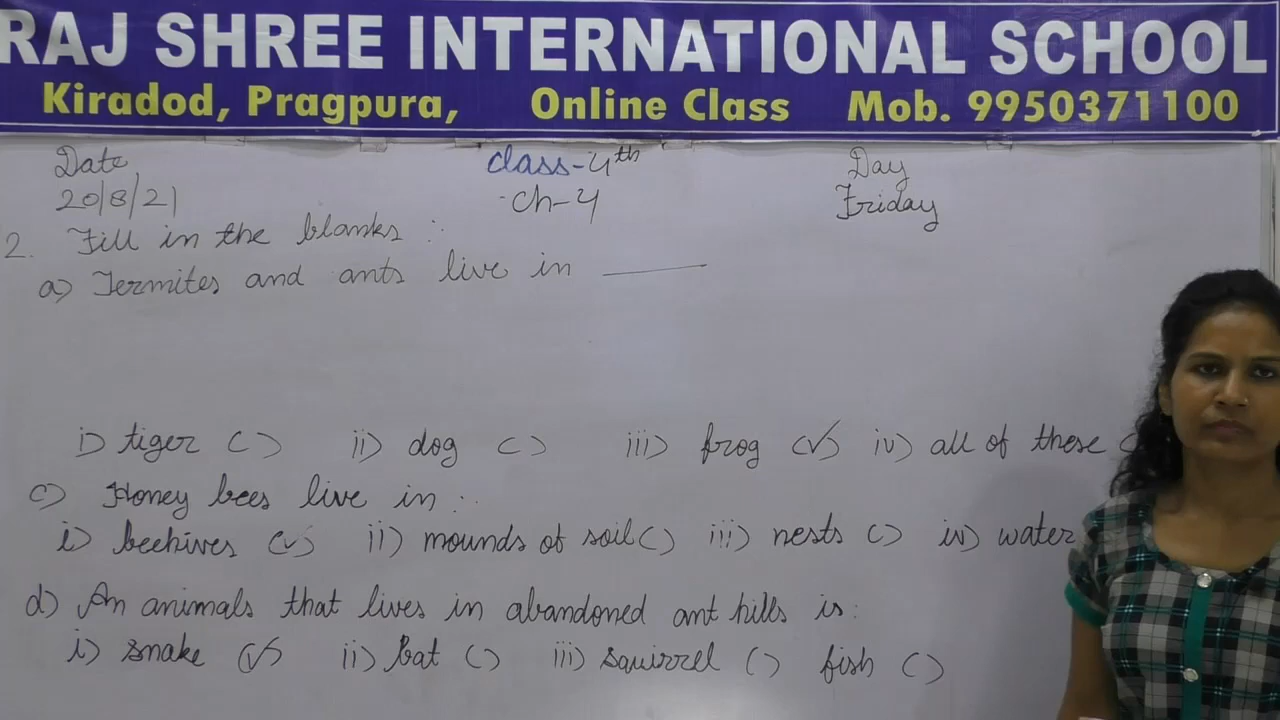 RAJ SHREE INTERNATIONAL SCHOOL
Kiradod, Pragpura, Online Class Mob. 9950371100
Date class-4th Day
20/8/21 Ch-4 Friday
2. Fill in the blanks :
a) Termites and ants live in ______
i) tiger ( ) ii) dog ( ) iii) frog (✓) iv) all of these (
c) Honey bees live in :
i) beehives (✓) ii) mounds of soil ( ) iii) nests ( ) iv) water
d) An animals that lives in abandoned ant hills is:
i) snake (✓) ii) bat ( ) iii) squirrel ( ) fish ( )